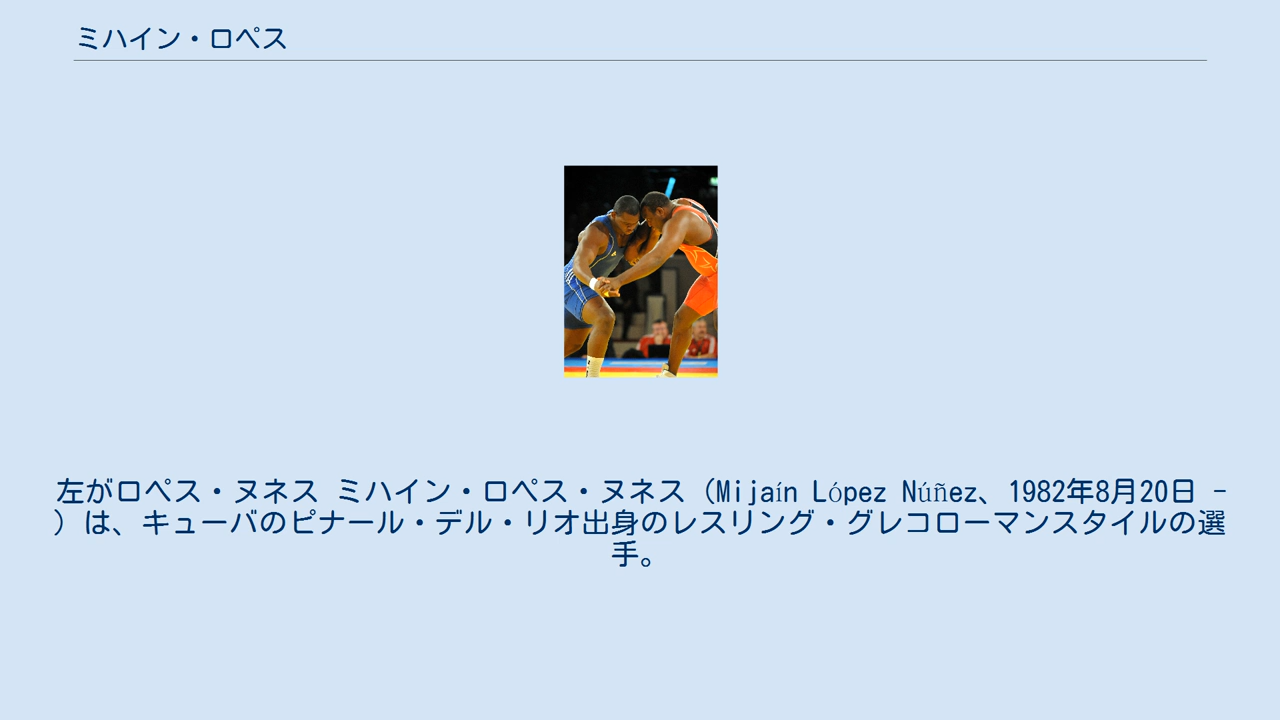 ミハイン・ロペス
左がロペス・ヌネス ミハイン・ロペス・ヌネス（Mijaín López Núñez、1982年8月20日 -
）は、キューバのピナール・デル・リオ出身のレスリング・グレコローマンスタイルの選
手。